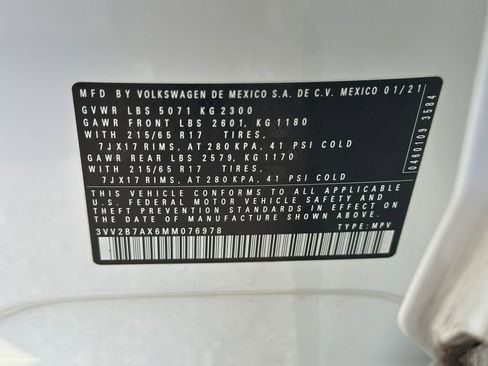 MFD BY VOLKSWAGEN DE MEXICO S.A. DE C.V. MEXICO 01/21
GVWR LBS 5071 KG 2300
GAWR FRONT LBS 2601, KG 1180
WITH 215/65 R17 TIRES,
7JX17 RIMS, AT 280 KPA, 41 PSI COLD
GAWR REAR LBS 2579, KG 1170
WITH 215/65 R17 TIRES,
7JX17 RIMS, AT 280 KPA, 41 PSI COLD
THIS VEHICLE CONFORMS TO ALL APPLICABLE
U.S. FEDERAL MOTOR VEHICLE SAFETY AND
THEFT PREVENTION STANDARDS IN EFFECT ON
THE DATE OF MANUFACTURE SHOWN ABOVE.
3VV2B7AX6MM076978 TYPE: MPV
0460109 3584